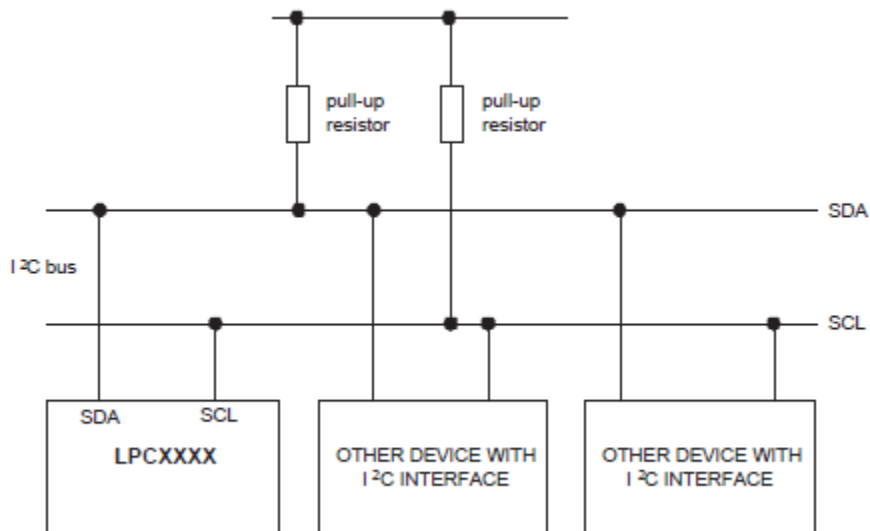 pull-up
resistor
pull-up
resistor
SDA
I²C bus
SCL
SDA
SCL
LPCXXXX
OTHER DEVICE WITH
I²C INTERFACE
OTHER DEVICE WITH
I²C INTERFACE